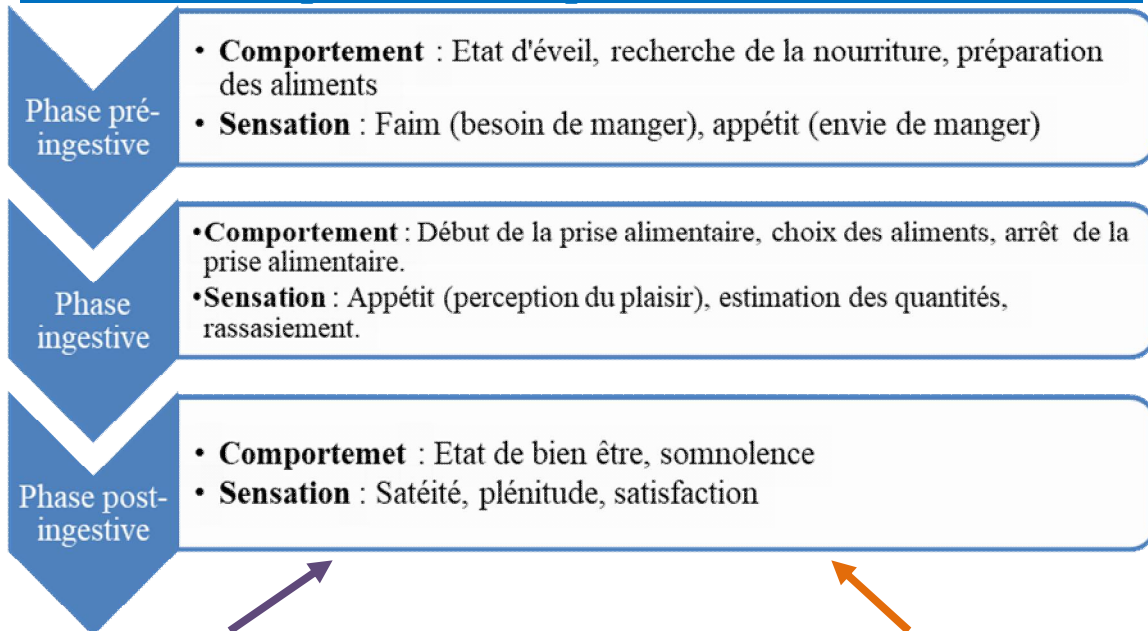 Phase pré-
ingestive
• Comportement : Etat d'éveil, recherche de la nourriture, préparation
des aliments
• Sensation : Faim (besoin de manger), appétit (envie de manger)
Phase
ingestive
•Comportement : Début de la prise alimentaire, choix des aliments, arrêt de la
prise alimentaire.
•Sensation : Appétit (perception du plaisir), estimation des quantités,
rassasiement.
Phase post-
ingestive
• Comportemet : Etat de bien être, somnolence
• Sensation : Satéité, plénitude, satisfaction